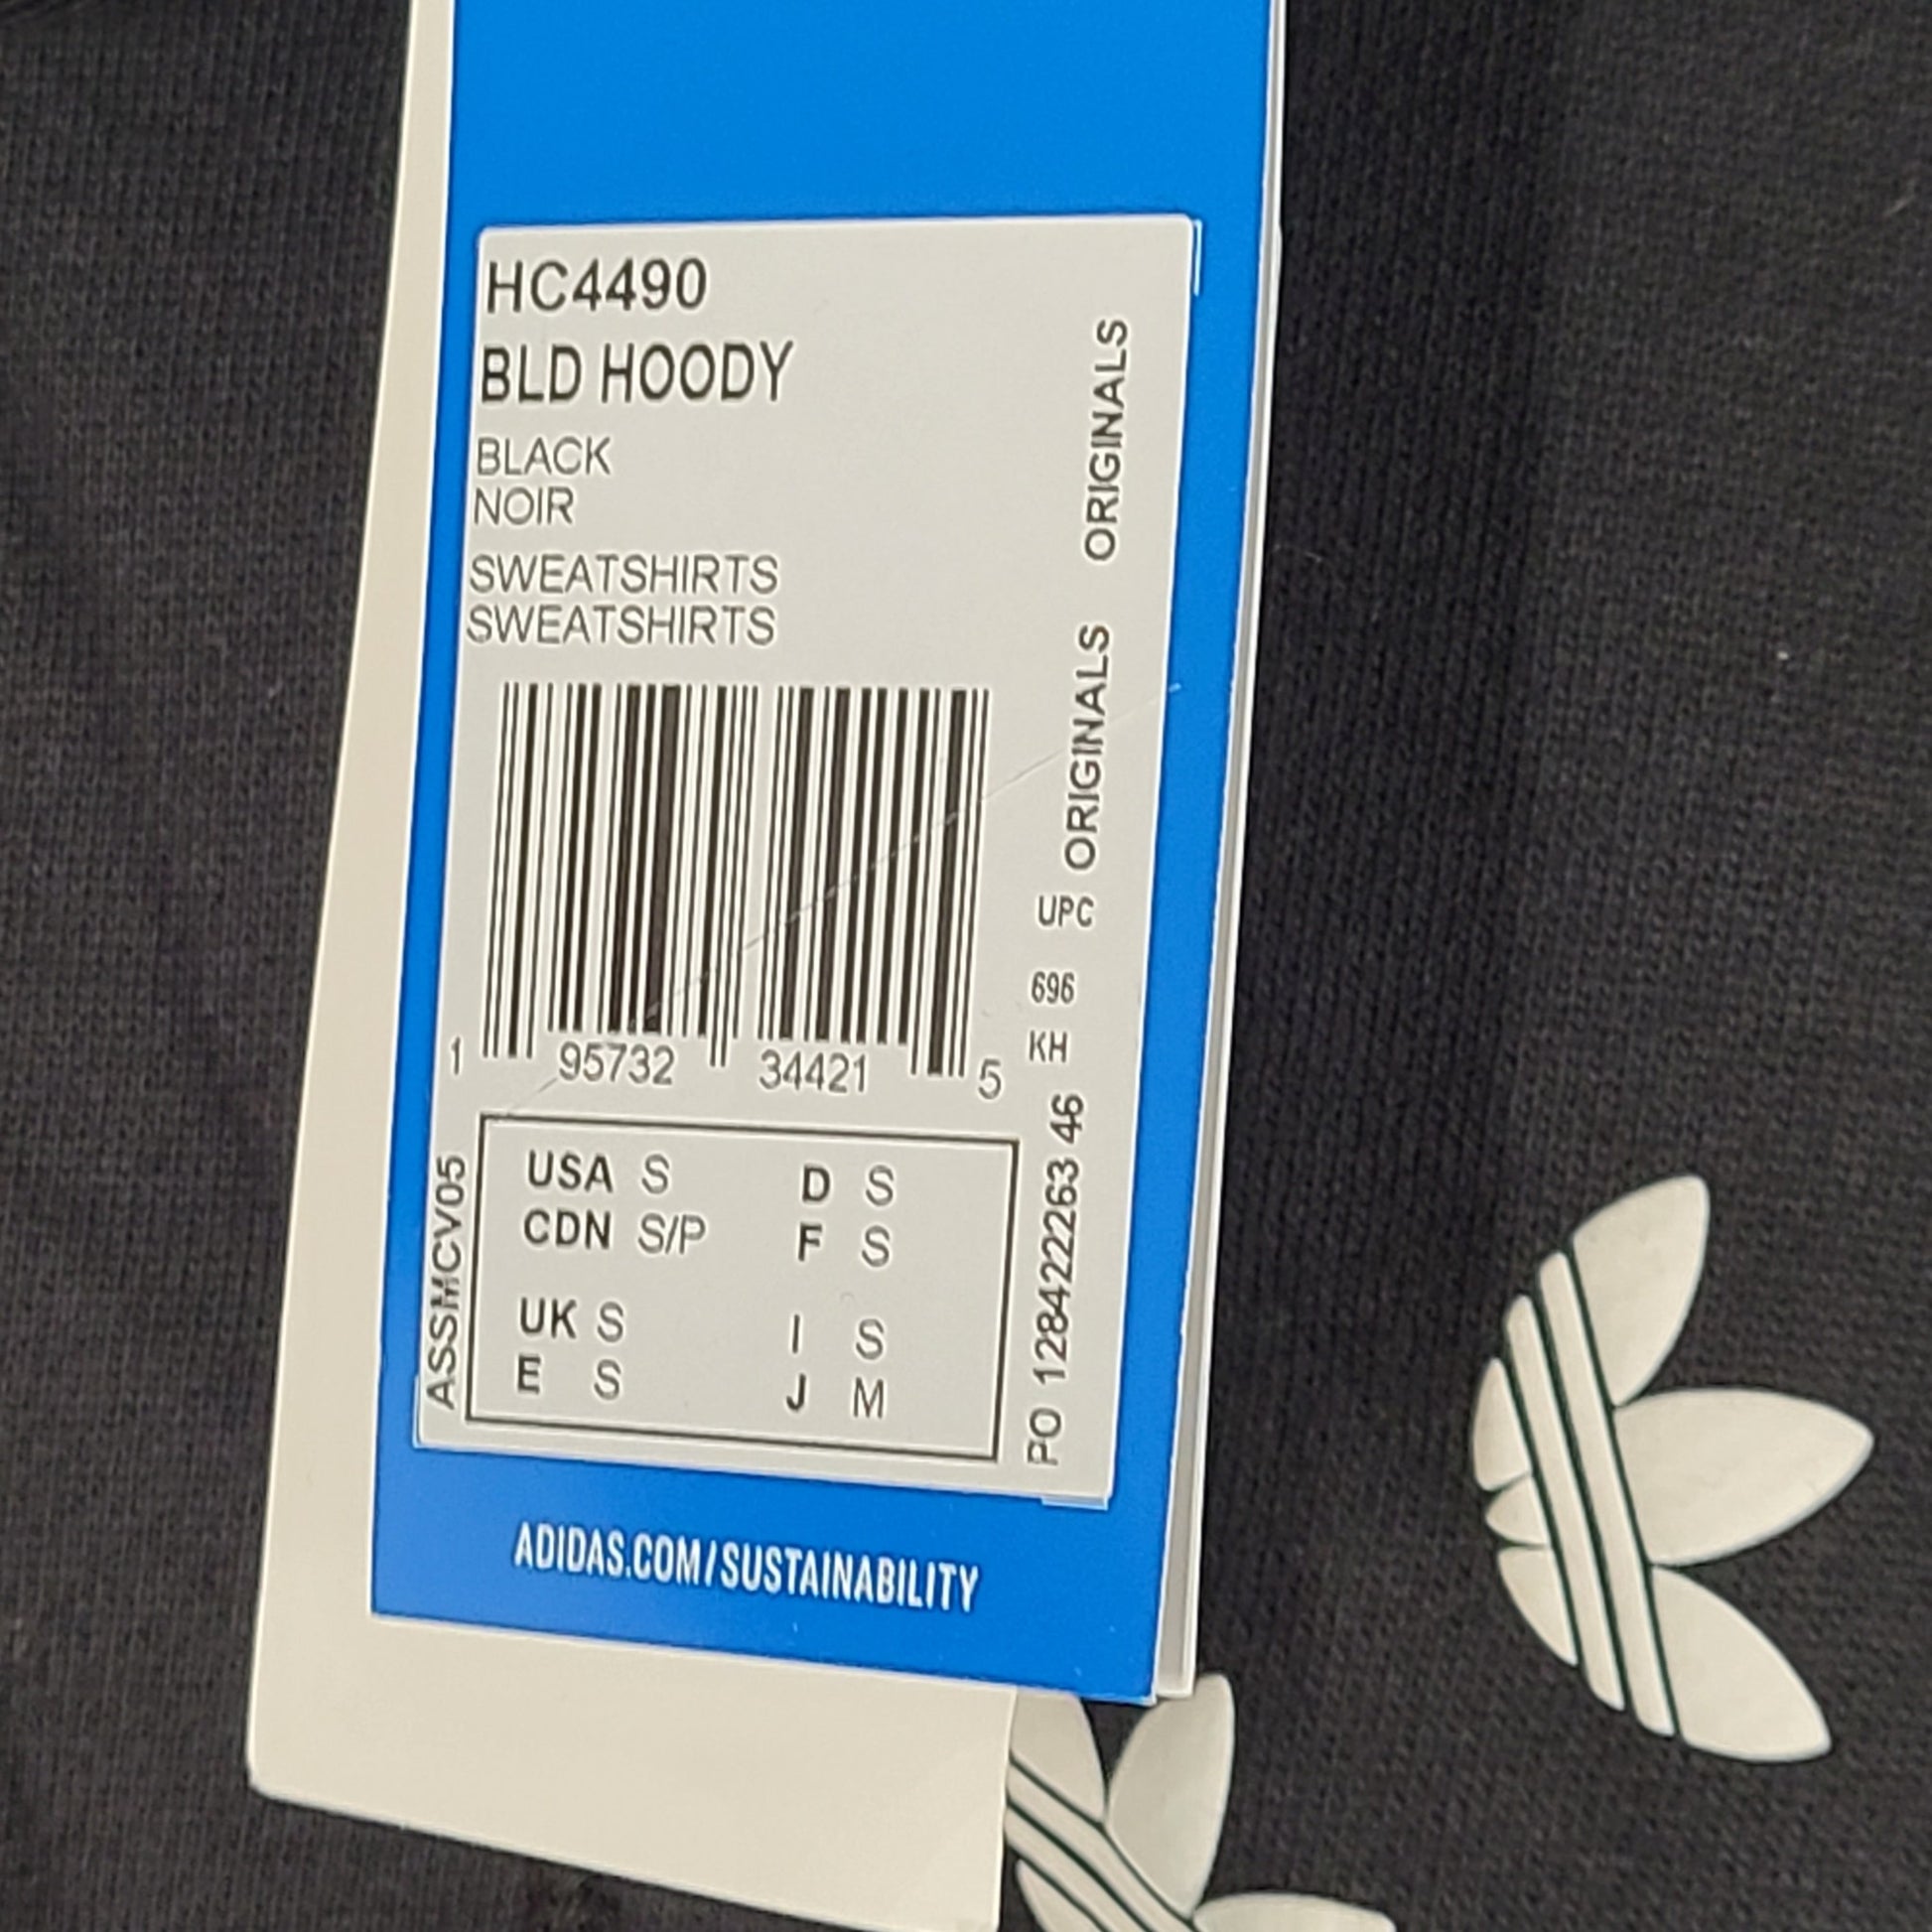 HC4490
BLD HOODY
BLACK
NOIR
SWEATSHIRTS
SWEATSHIRTS
ORIGINALS ORIGINALS
UPC
696
KH
1 95732 34421 5
PO 1284222263 46
ASSMCV05
USA S D S
CDN S/P F S
UK S I S
E S J M
ADIDAS.COM/SUSTAINABILITY